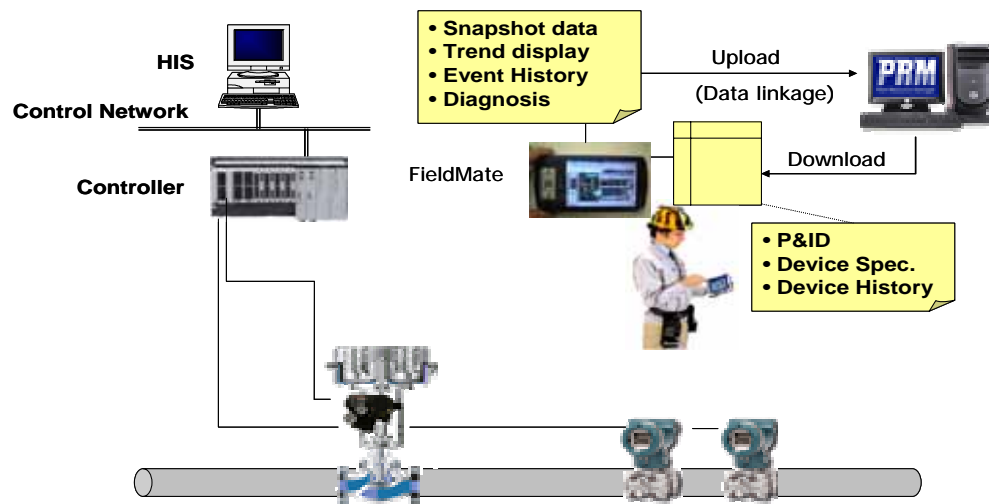 HIS
Control Network
Controller
• Snapshot data
• Trend display
• Event History
• Diagnosis
Upload
(Data linkage)
PRM
FieldMate
Download
• P&ID
• Device Spec.
• Device History